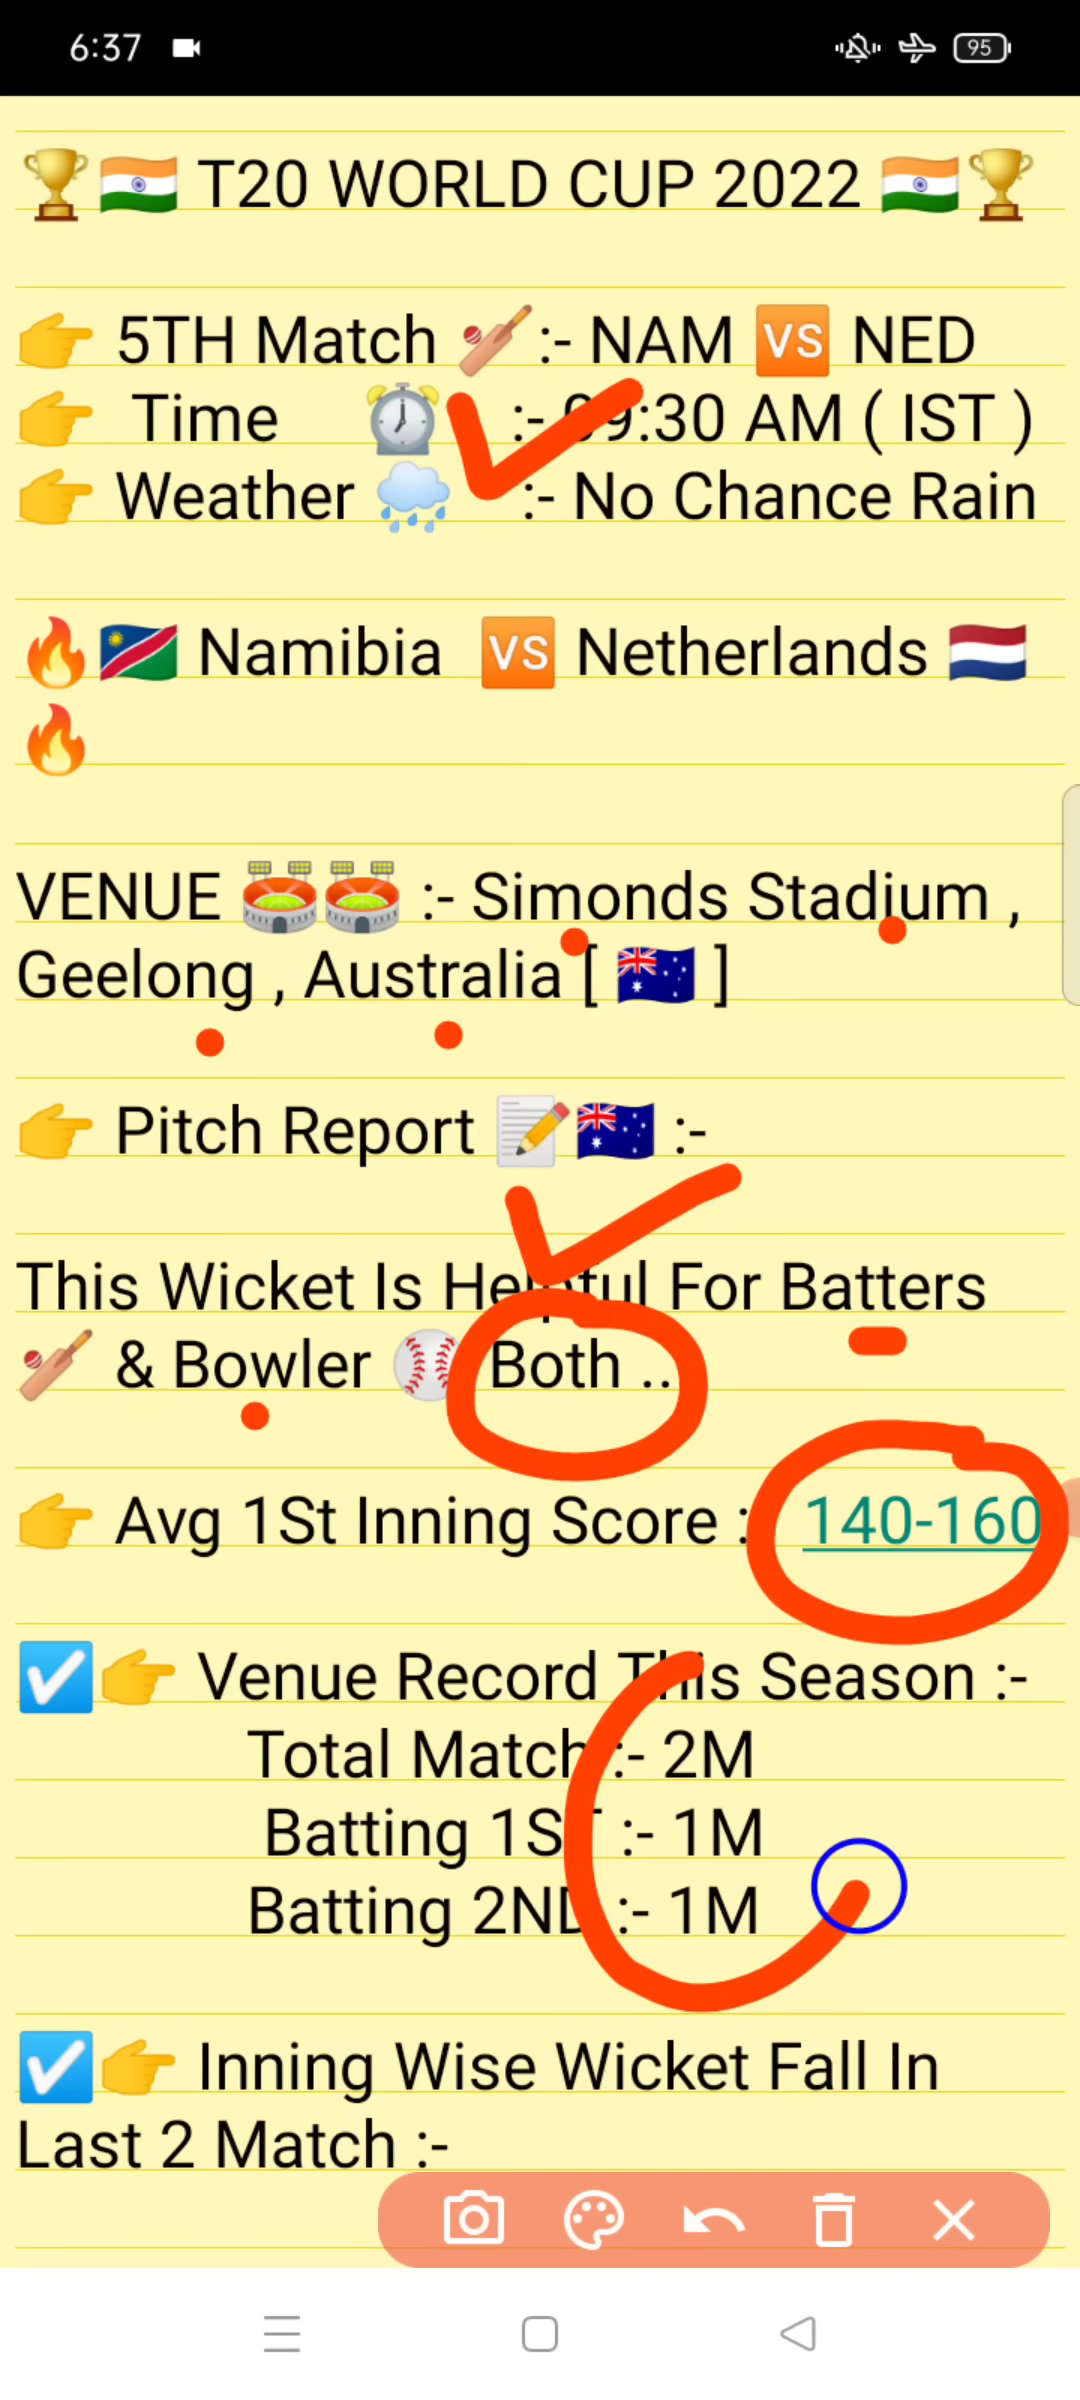 6:37 95
T20 WORLD CUP 2022
5TH Match :- NAM VS NED
Time :- 09:30 AM ( IST )
Weather :- No Chance Rain
Namibia VS Netherlands
VENUE :- Simonds Stadium ,
Geelong , Australia [ ]
Pitch Report :-
This Wicket Is Helpful For Batters
& Bowler Both ..
Avg 1St Inning Score : 140-160
Venue Record This Season :-
Total Match :- 2M
Batting 1ST :- 1M
Batting 2ND :- 1M
Inning Wise Wicket Fall In
Last 2 Match :-